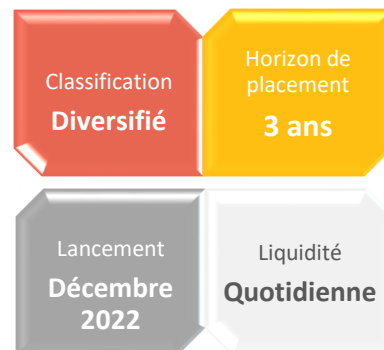 Classification
Diversifié
Horizon de
placement
3 ans
Lancement
Décembre
2022
Liquidité
Quotidienne